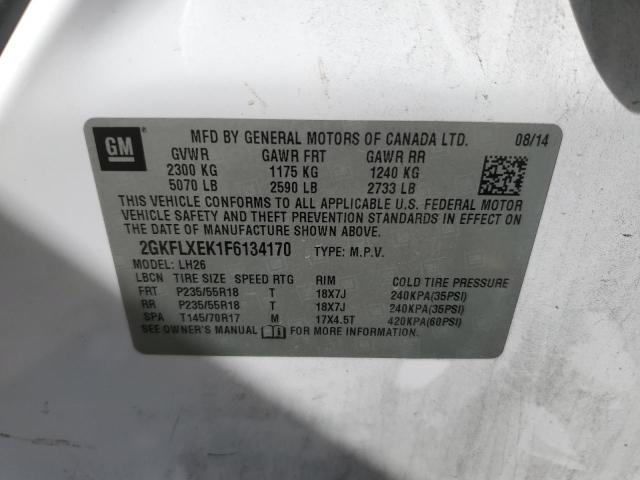 GM ® MFD BY GENERAL MOTORS OF CANADA LTD. 08/14
GVWR GAWR FRT GAWR RR
2300 KG 1175 KG 1240 KG
5070 LB 2590 LB 2733 LB
THIS VEHICLE CONFORMS TO ALL APPLICABLE U.S. FEDERAL MOTOR
VEHICLE SAFETY AND THEFT PREVENTION STANDARDS IN EFFECT ON
THE DATE OF MANUFACTURE SHOWN ABOVE.
2GKFLXEK1F6134170 TYPE: M.P.V.
MODEL: LH26
LBCN TIRE SIZE SPEED RTG RIM COLD TIRE PRESSURE
FRT P235/55R18 T 18X7J 240KPA(35PSI)
RR P235/55R18 T 18X7J 240KPA(35PSI)
SPA T145/70R17 M 17X4.5T 420KPA(60PSI)
SEE OWNER'S MANUAL FOR MORE INFORMATION.